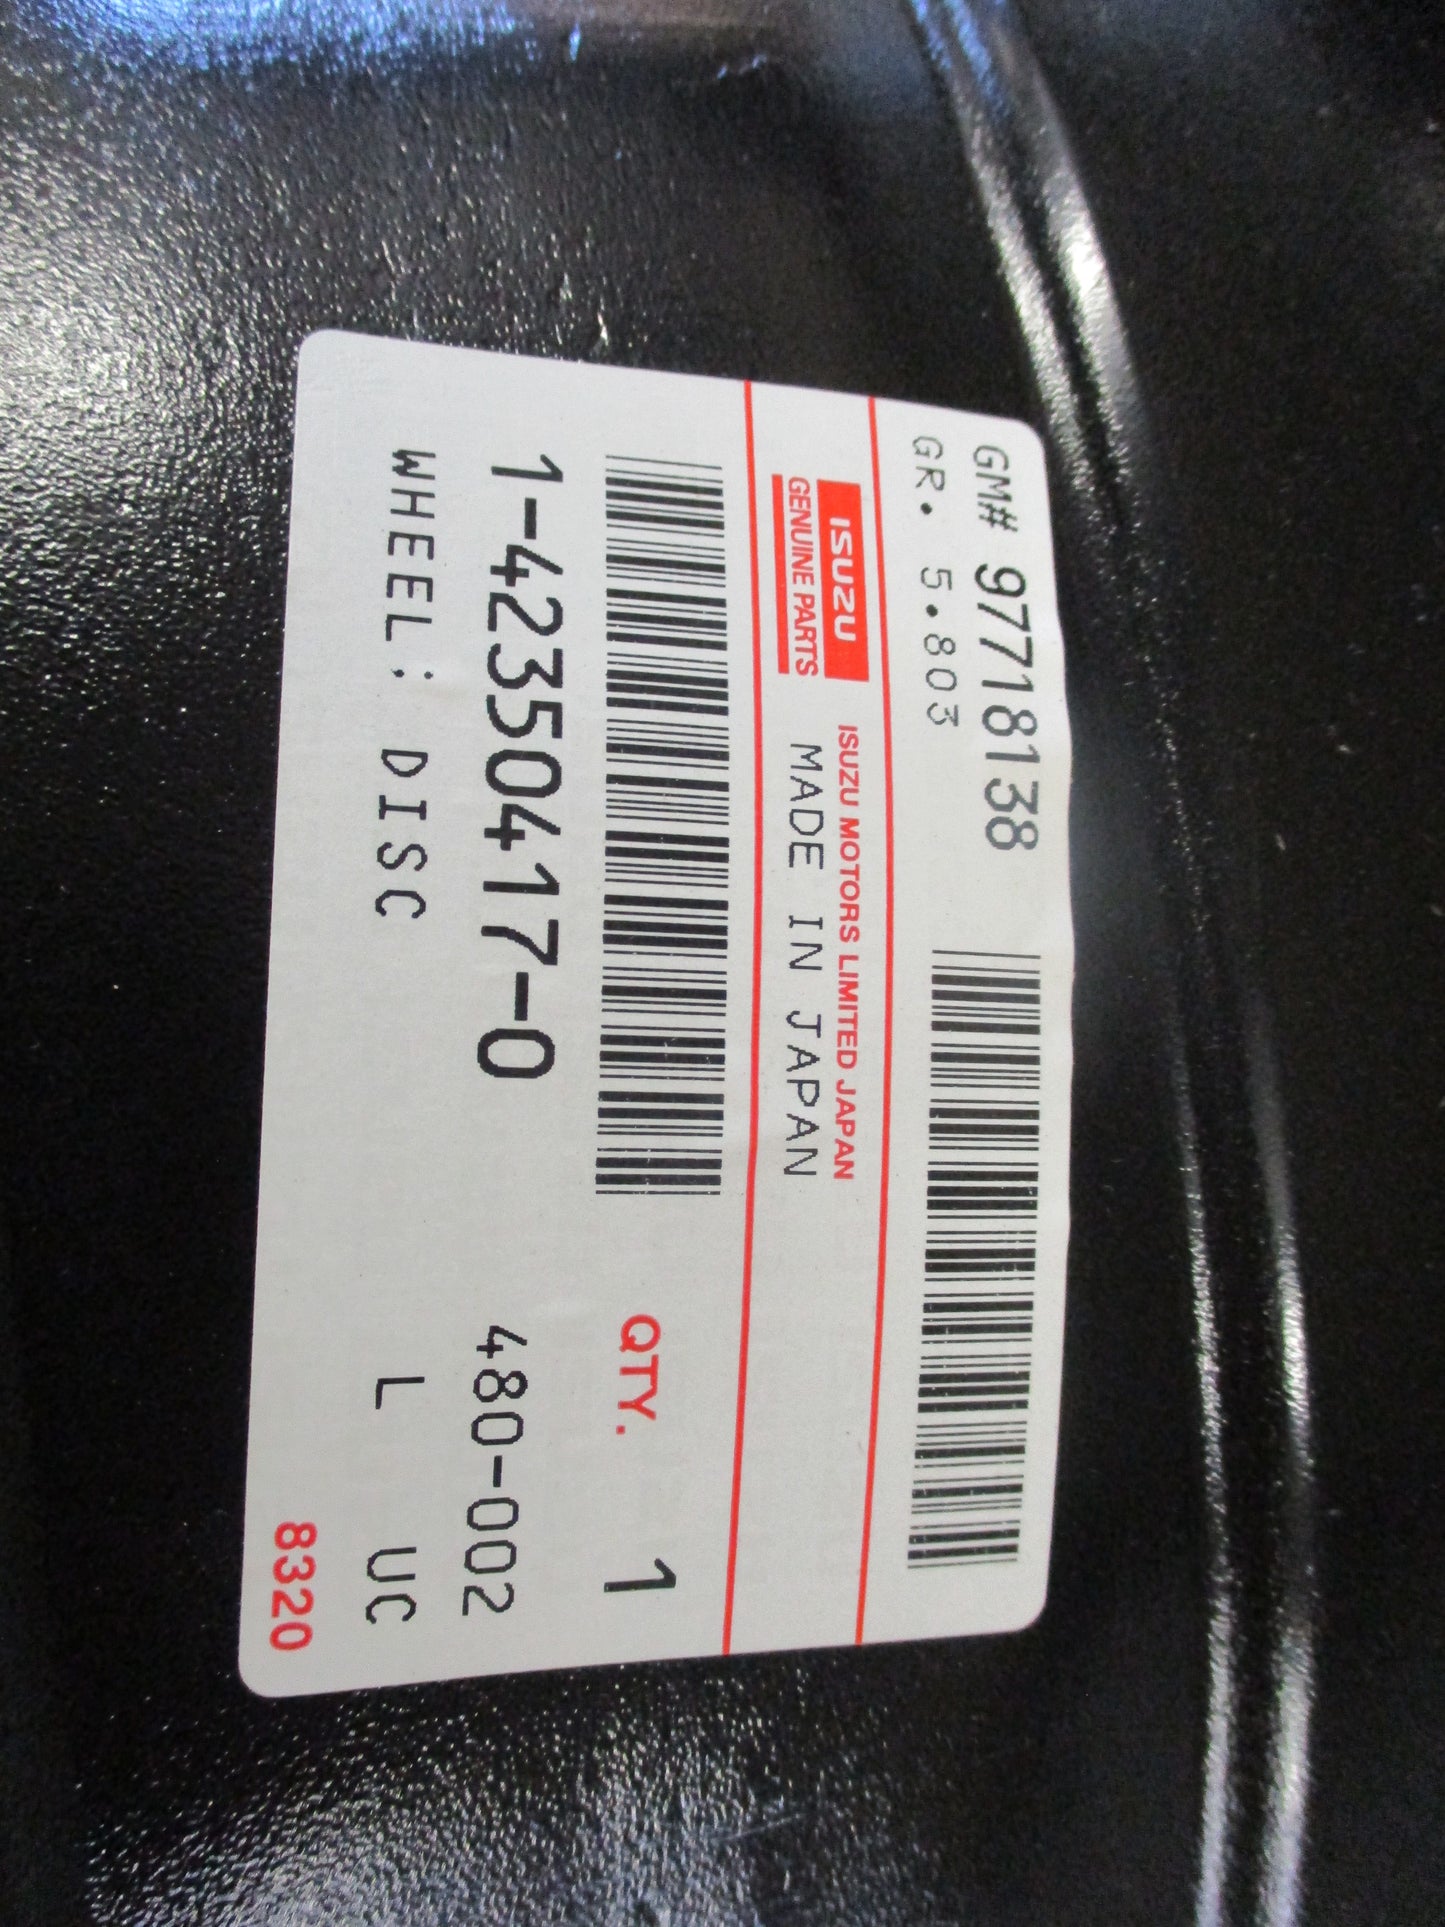 GM# 97718138
GR. 5.803
ISUZU
GENUINE PARTS
ISUZU MOTORS LIMITED JAPAN
MADE IN JAPAN
QTY. 1
1-42350417-0 480-002
WHEEL; DISC L UC
8320